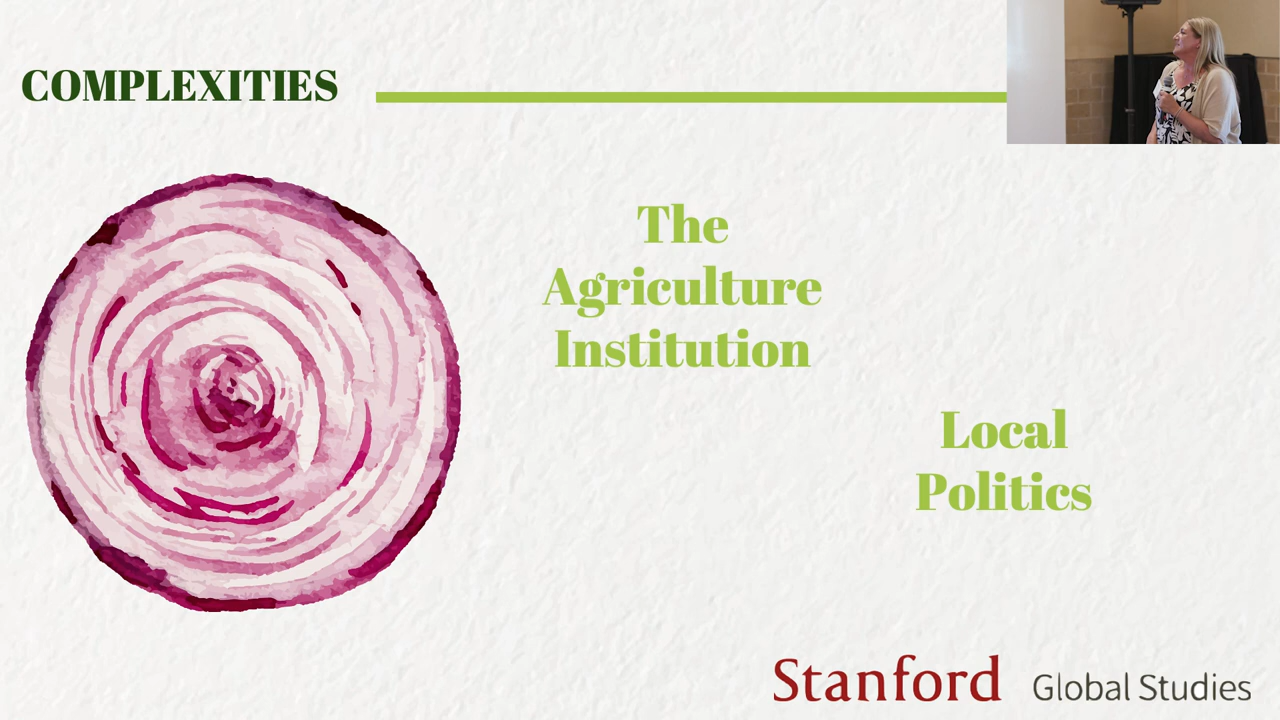 COMPLEXITIES
The
Agriculture
Institution
Local
Politics
Stanford Global Studies